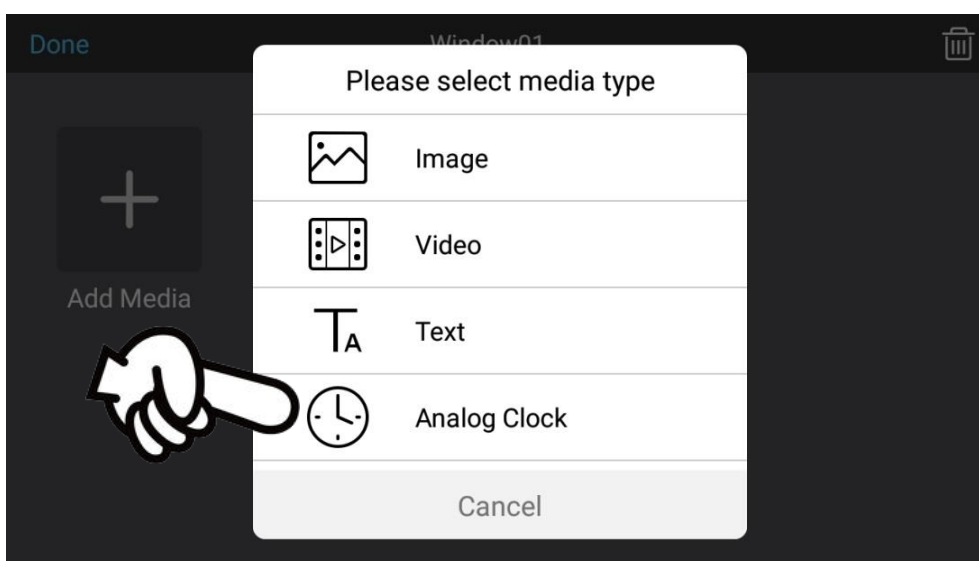 Done
Window01
Please select media type
Image
Add Media
Video
Text
Analog Clock
Cancel